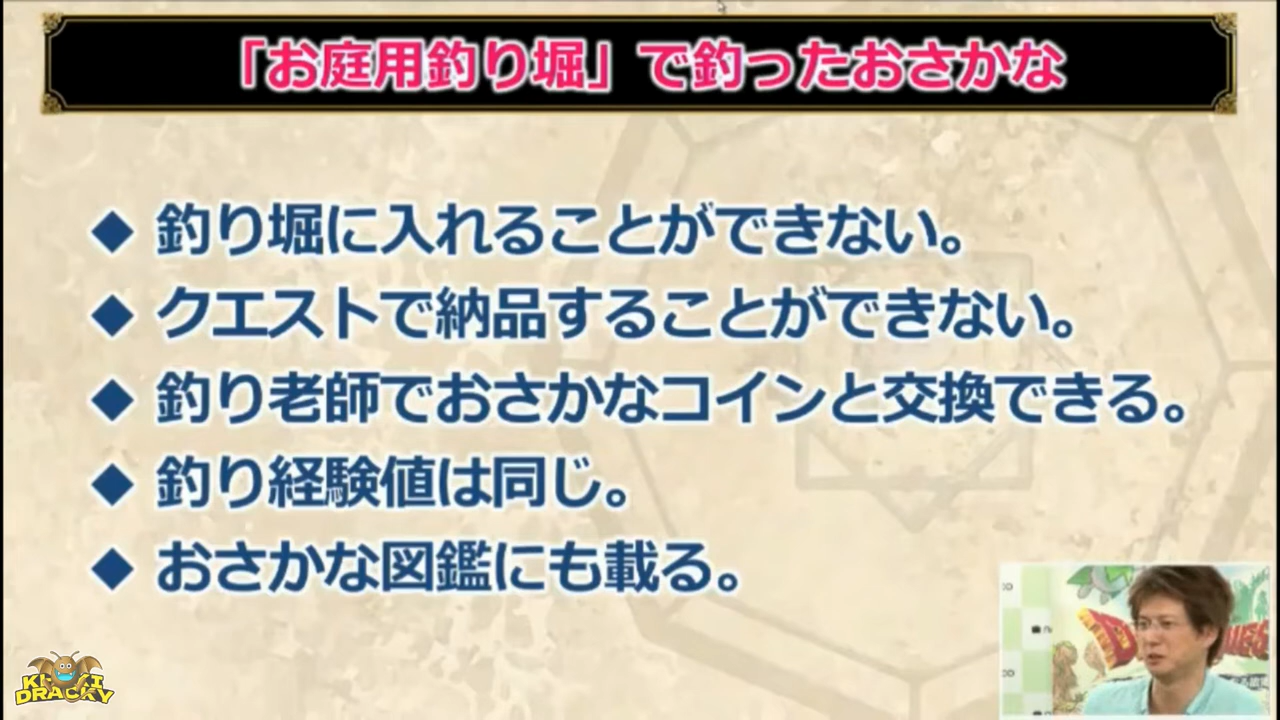 「お庭用釣り堀」で釣ったおさかな
◆ 釣り堀に入れることができない。
◆ クエストで納品することができない。
◆ 釣り老師でおさかなコインと交換できる。
◆ 釣り経験値は同じ。
◆ おさかな図鑑にも載る。
DRACKY